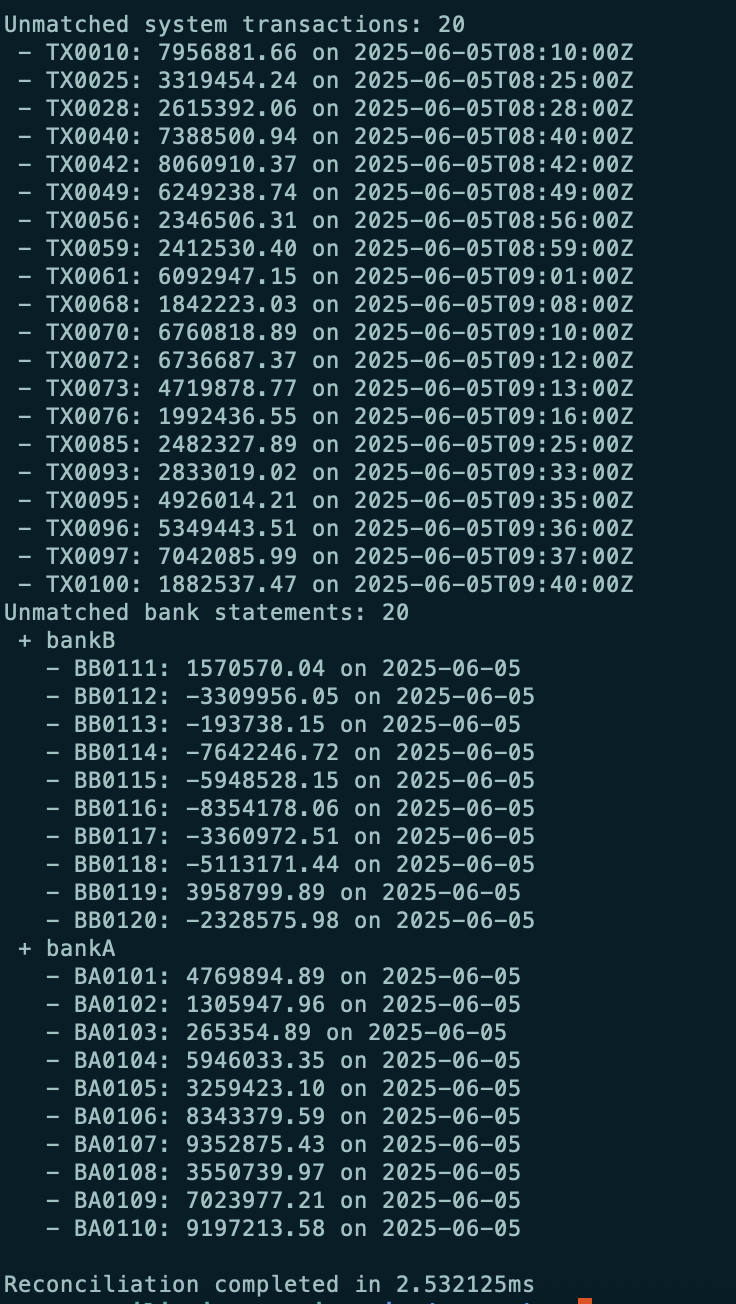 Unmatched system transactions: 20
– TX0010: 7956881.66 on 2025-06-05T08:10:00Z
– TX0025: 3319454.24 on 2025-06-05T08:25:00Z
– TX0028: 2615392.06 on 2025-06-05T08:28:00Z
– TX0040: 7388500.94 on 2025-06-05T08:40:00Z
– TX0042: 8060910.37 on 2025-06-05T08:42:00Z
– TX0049: 6249238.74 on 2025-06-05T08:49:00Z
– TX0056: 2346506.31 on 2025-06-05T08:56:00Z
– TX0059: 2412530.40 on 2025-06-05T08:59:00Z
– TX0061: 6092947.15 on 2025-06-05T09:01:00Z
– TX0068: 1842223.03 on 2025-06-05T09:08:00Z
– TX0070: 6760818.89 on 2025-06-05T09:10:00Z
– TX0072: 6736687.37 on 2025-06-05T09:12:00Z
– TX0073: 4719878.77 on 2025-06-05T09:13:00Z
– TX0076: 1992436.55 on 2025-06-05T09:16:00Z
– TX0085: 2482327.89 on 2025-06-05T09:25:00Z
– TX0093: 2833019.02 on 2025-06-05T09:33:00Z
– TX0095: 4926014.21 on 2025-06-05T09:35:00Z
– TX0096: 5349443.51 on 2025-06-05T09:36:00Z
– TX0097: 7042085.99 on 2025-06-05T09:37:00Z
– TX0100: 1882537.47 on 2025-06-05T09:40:00Z
Unmatched bank statements: 20
+ bankB
– BB0111: 1570570.04 on 2025-06-05
– BB0112: -3309956.05 on 2025-06-05
– BB0113: -193738.15 on 2025-06-05
– BB0114: -7642246.72 on 2025-06-05
– BB0115: -5948528.15 on 2025-06-05
– BB0116: -8354178.06 on 2025-06-05
– BB0117: -3360972.51 on 2025-06-05
– BB0118: -5113171.44 on 2025-06-05
– BB0119: 3958799.89 on 2025-06-05
– BB0120: -2328575.98 on 2025-06-05
+ bankA
– BA0101: 4769894.89 on 2025-06-05
– BA0102: 1305947.96 on 2025-06-05
– BA0103: 265354.89 on 2025-06-05
– BA0104: 5946033.35 on 2025-06-05
– BA0105: 3259423.10 on 2025-06-05
– BA0106: 8343379.59 on 2025-06-05
– BA0107: 9352875.43 on 2025-06-05
– BA0108: 3550739.97 on 2025-06-05
– BA0109: 7023977.21 on 2025-06-05
– BA0110: 9197213.58 on 2025-06-05
Reconciliation completed in 2.532125ms